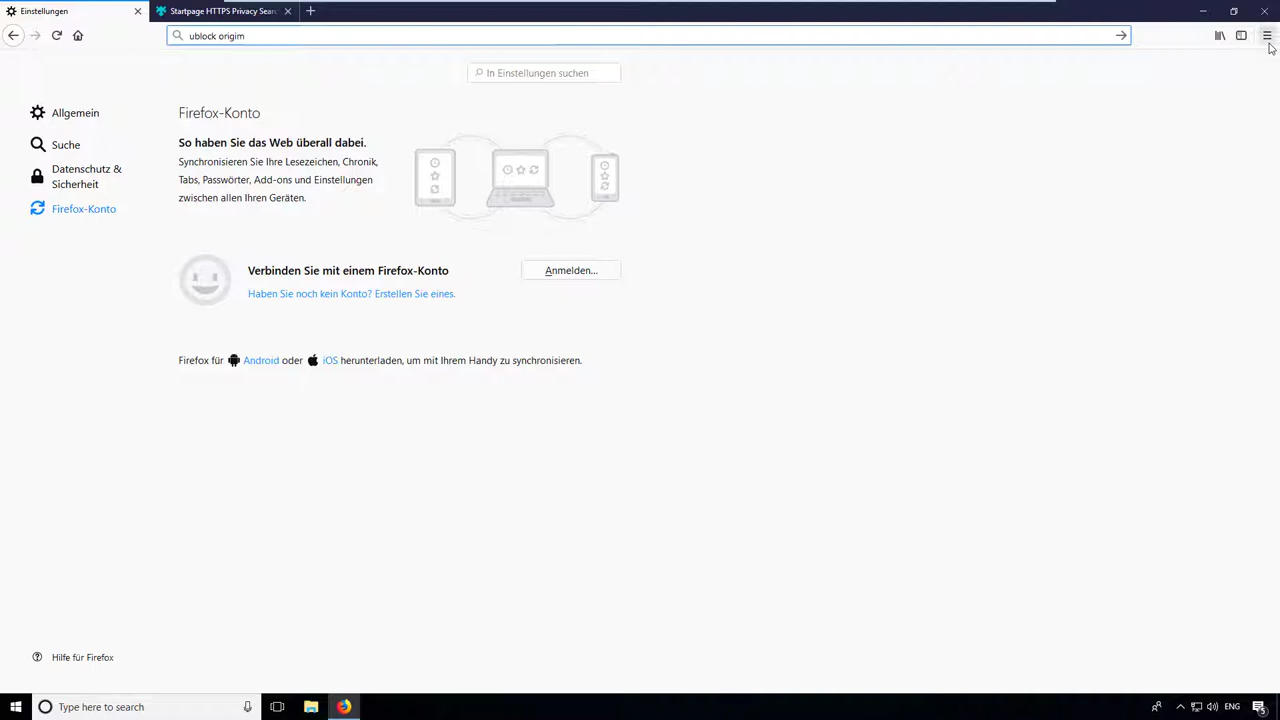 Einstellungen
Startpage HTTPS Privacy Sear
ublock origim
In Einstellungen suchen
Allgemein
Suche
Datenschutz &
Sicherheit
Firefox-Konto
Firefox-Konto
So haben Sie das Web überall dabei.
Synchronisieren Sie Ihre Lesezeichen, Chronik,
Tabs, Passwörter, Add-ons und Einstellungen
zwischen allen Ihren Geräten.
Verbinden Sie mit einem Firefox-Konto
Anmelden...
Haben Sie noch kein Konto? Erstellen Sie eines.
Firefox für Android oder iOS herunterladen, um mit Ihrem Handy zu synchronisieren.
Hilfe für Firefox
Type here to search
ENG